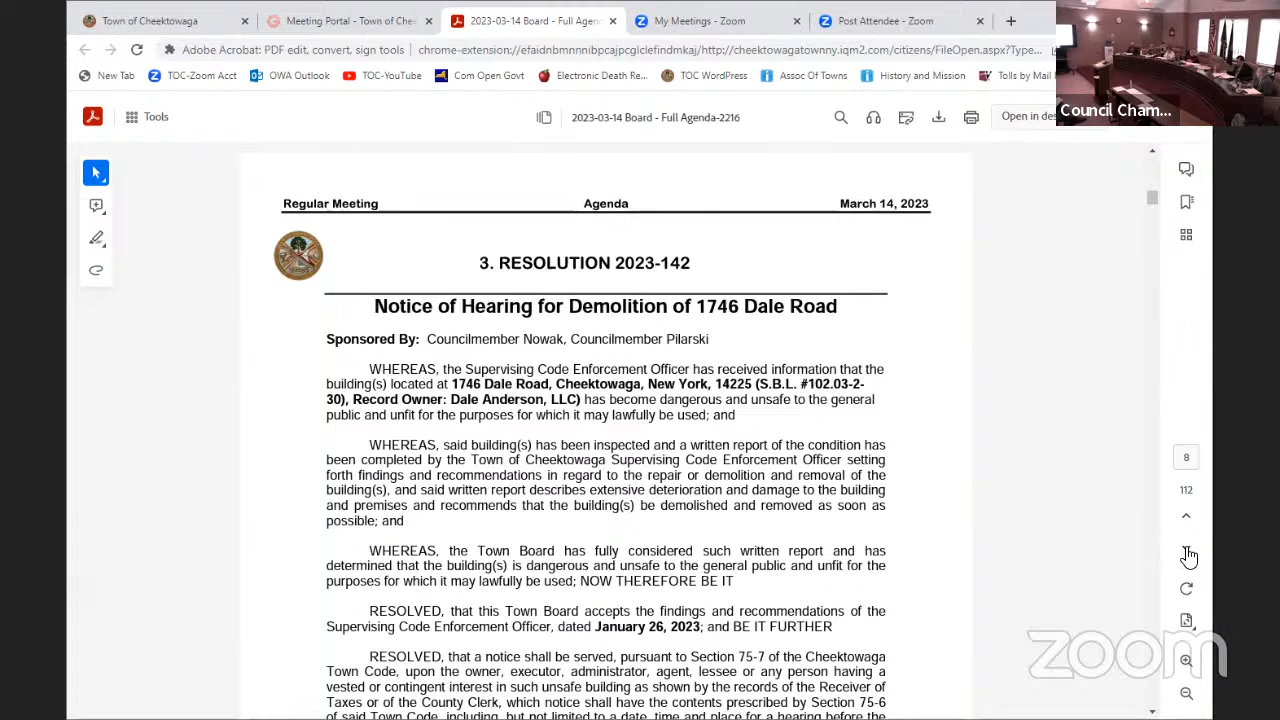 Town of Cheektowaga
Meeting Portal - Town of Che
2023-03-14 Board - Full Agen
My Meetings - Zoom
Post Attendee - Zoom
Adobe Acrobat: PDF edit, convert, sign tools
chrome-extension://efaidnbmnnnibpcajpcglclefindmkaj/http://cheektowagatownny.iqm2.com/citizens/FileOpen.aspx?Type...
New Tab
TOC-Zoom Acct
OWA Outlook
TOC-YouTube
Com Open Govt
Electronic Death Re...
TOC WordPress
Assoc Of Towns
History and Mission
Tolls by Mail
Council Cham...
Tools
2023-03-14 Board - Full Agenda-2216
Open in des
Regular Meeting Agenda March 14, 2023
3. RESOLUTION 2023-142
Notice of Hearing for Demolition of 1746 Dale Road
Sponsored By: Councilmember Nowak, Councilmember Pilarski
WHEREAS, the Supervising Code Enforcement Officer has received information that the
building(s) located at 1746 Dale Road, Cheektowaga, New York, 14225 (S.B.L. #102.03-2-
30), Record Owner: Dale Anderson, LLC) has become dangerous and unsafe to the general
public and unfit for the purposes for which it may lawfully be used; and
WHEREAS, said building(s) has been inspected and a written report of the condition has
been completed by the Town of Cheektowaga Supervising Code Enforcement Officer setting
forth findings and recommendations in regard to the repair or demolition and removal of the
building(s), and said written report describes extensive deterioration and damage to the building
and premises and recommends that the building(s) be demolished and removed as soon as
possible; and
WHEREAS, the Town Board has fully considered such written report and has
determined that the building(s) is dangerous and unsafe to the general public and unfit for the
purposes for which it may lawfully be used; NOW THEREFORE BE IT
RESOLVED, that this Town Board accepts the findings and recommendations of the
Supervising Code Enforcement Officer, dated January 26, 2023; and BE IT FURTHER
RESOLVED, that a notice shall be served, pursuant to Section 75-7 of the Cheektowaga
Town Code, upon the owner, executor, administrator, agent, lessee or any person having a
vested or contingent interest in such unsafe building as shown by the records of the Receiver of
Taxes or of the County Clerk, which notice shall have the contents prescribed by Section 75-6
of said Town Code, including, but not limited to a date, time and place for a hearing before the
8
112
zoom